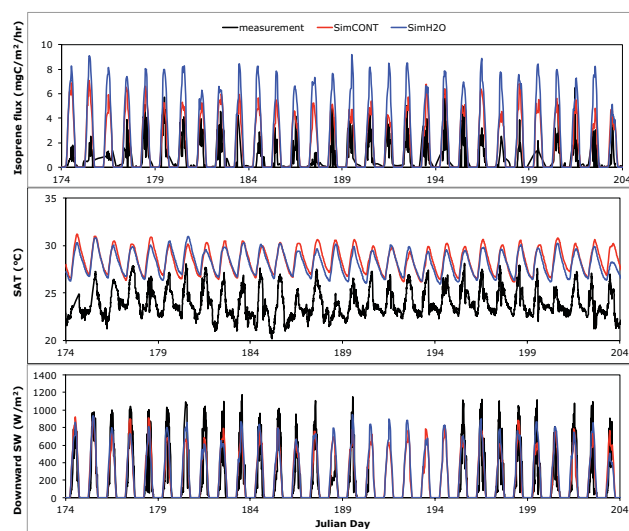 measurement SimCONT SimH2O
Isoprene flux (mgC/m²/hr)
10
8
6
4
2
0
174 179 184 189 194 199 204
SAT (°C)
35
30
25
20
174 179 184 189 194 199 204
Downward SW (W/m²)
1400
1200
1000
800
600
400
200
0
174 179 184 189 194 199 204
Julian Day